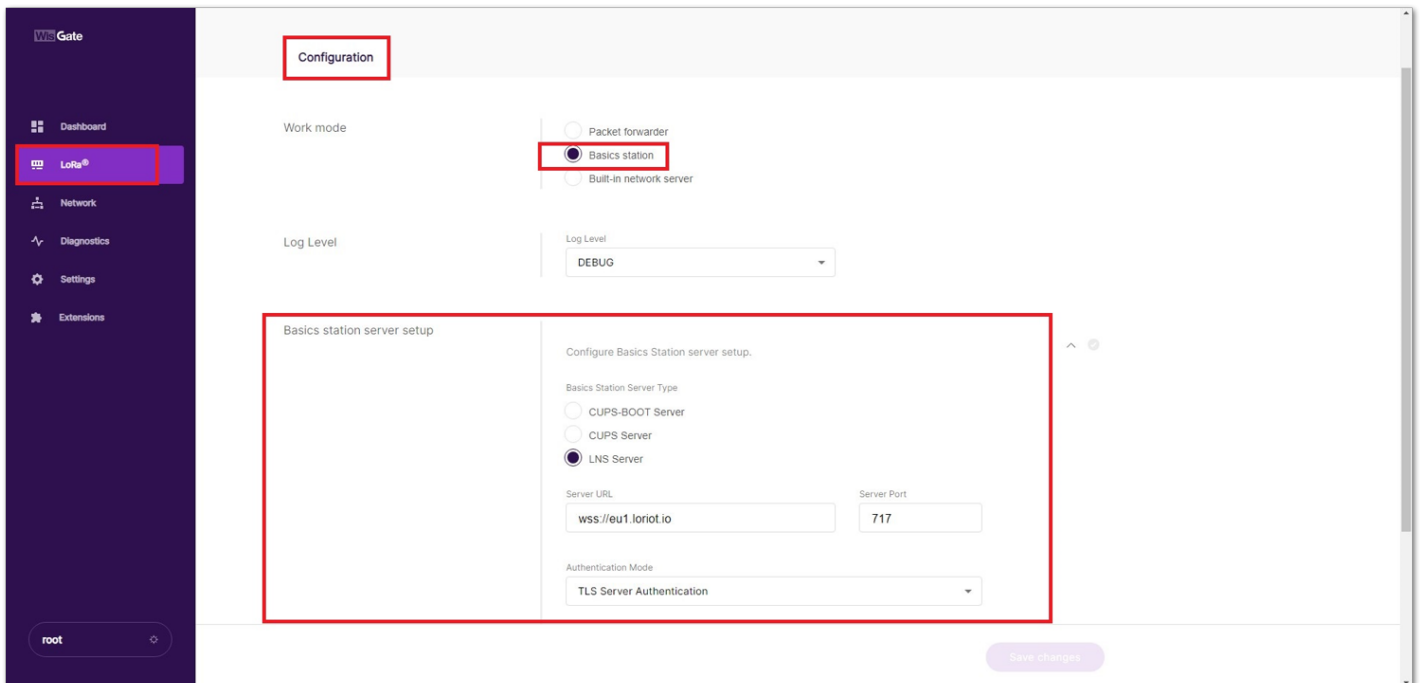 WisGate
Configuration
Dashboard
LoRa®
Network
Diagnostics
Settings
Extensions
root
Work mode
Packet forwarder
Basics station
Built-in network server
Log Level
Log Level
DEBUG
Basics station server setup
Configure Basics Station server setup.
Basics Station Server Type
CUPS-BOOT Server
CUPS Server
LNS Server
Server URL
Server Port
wss://eu1.loriot.io
717
Authentication Mode
TLS Server Authentication
Save changes